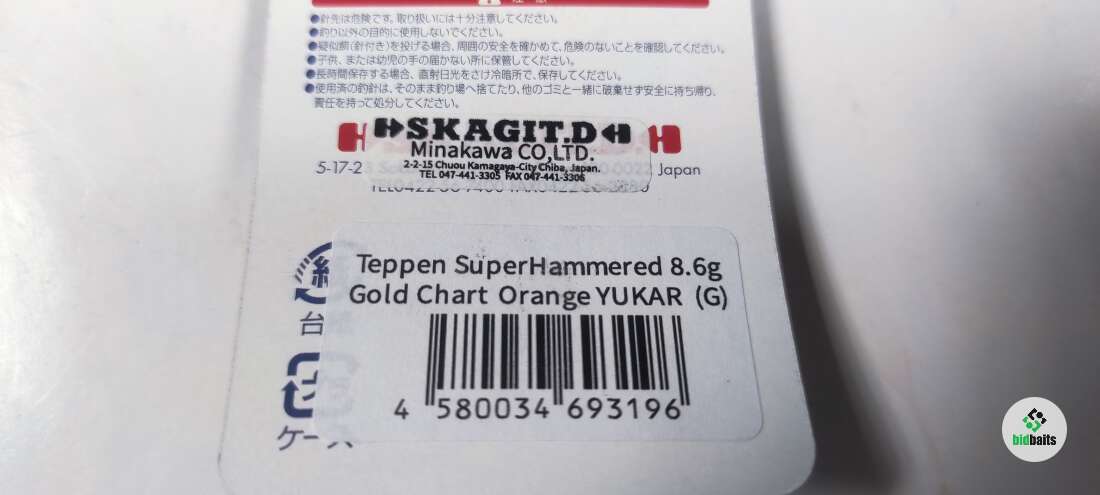 注意
●針先は危険です。取り扱いには十分注意してください。
●釣り以外の目的に使用しないでください。
●疑似餌(針付き)を投げる場合、周囲の安全を確かめて、危険のないことを確認してください。
●子供、または幼児の手の届かない所に保管してください。
●長時間保存する場合、直射日光をさけ冷暗所で、保存してください。
●使用済の釣針は、そのまま釣り場へ捨てたり、他のゴミと一緒に破棄せず安全に持ち帰り、
責任を持って処分してください。
SKAGIT.D
Minakawa CO,LTD.
2-2-15 Chuou Kamagaya-City Chiba, Japan.
5-17-2 Japan
TEL 047-441-3305 FAX 047-441-3306
Teppen SuperHammered 8.6g
Gold Chart Orange YUKAR (G)
紙
台
4 580034 693196
ケース
bidbaits